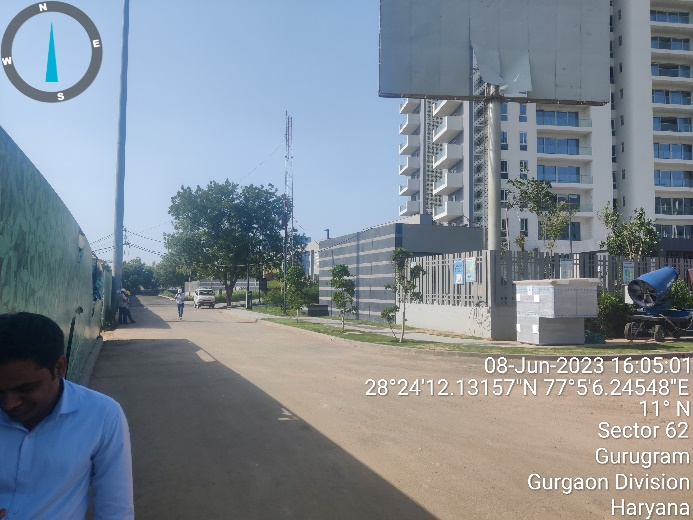 N
E
W
S
08-Jun-2023 16:05:01
28°24'12.13157"N 77°5'6.24548"E
11° N
Sector 62
Gurugram
Gurgaon Division
Haryana